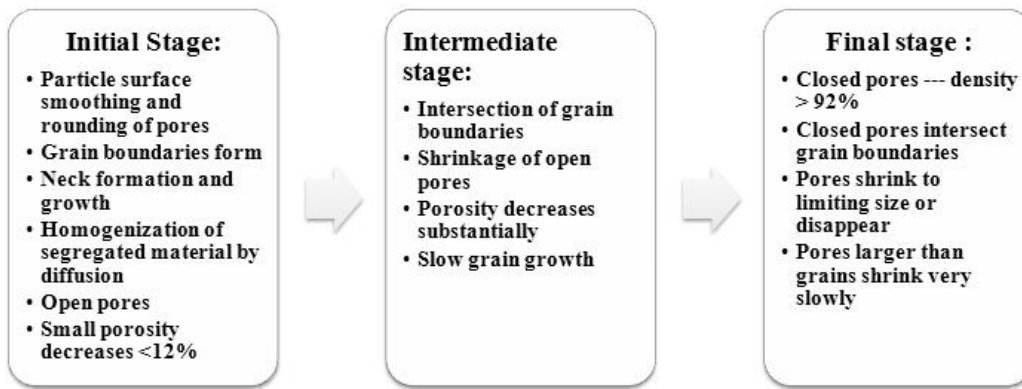 Initial Stage:
• Particle surface
smoothing and
rounding of pores
• Grain boundaries form
• Neck formation and
growth
• Homogenization of
segregated material by
diffusion
• Open pores
• Small porosity
decreases <12%
Intermediate
stage:
• Intersection of grain
boundaries
• Shrinkage of open
pores
• Porosity decreases
substantially
• Slow grain growth
Final stage :
• Closed pores --- density
> 92%
• Closed pores intersect
grain boundaries
• Pores shrink to
limiting size or
disappear
• Pores larger than
grains shrink very
slowly